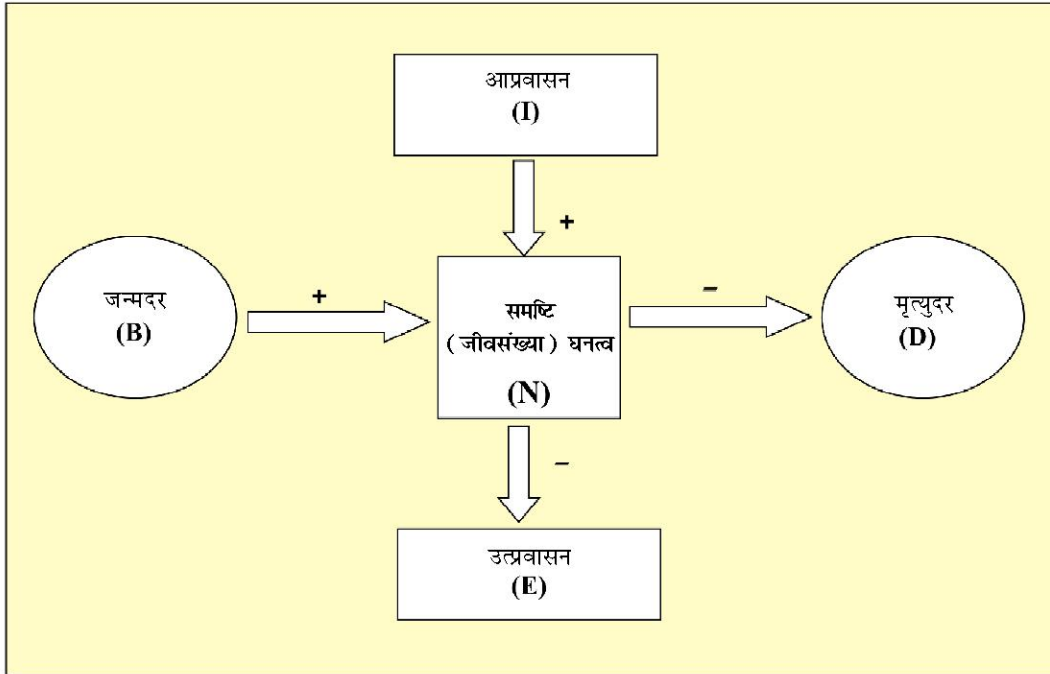 आप्रवासन
(I)
+
जन्मदर
(B)
+
समष्टि
( जीवसंख्या ) घनत्व
(N)
–
मृत्युदर
(D)
–
उत्प्रवासन
(E)